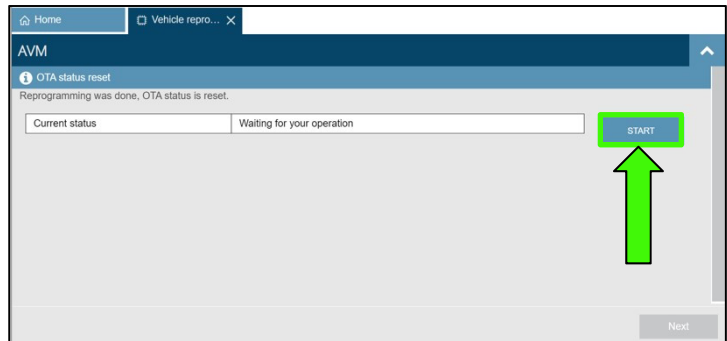 Home
Vehicle repro...
AVM
OTA status reset
Reprogramming was done, OTA status is reset.
Current status
Waiting for your operation
START
Next